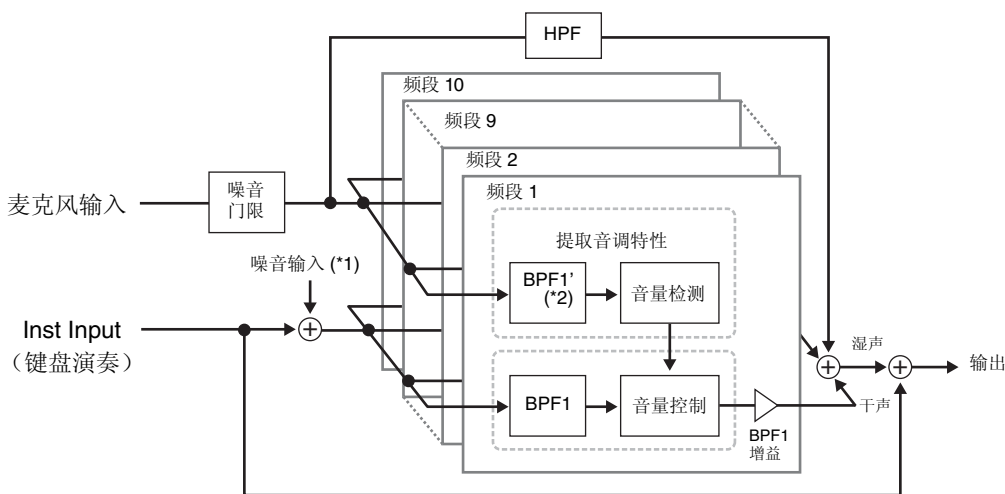 HPF
频段 10
频段 9
频段 2
频段 1
麦克风输入
噪音
门限
提取音调特性
噪音输入 (*1)
BPF1’
(*2)
音量检测
Inst Input
（键盘演奏）
湿声
输出
BPF1
音量控制
干声
BPF1
增益